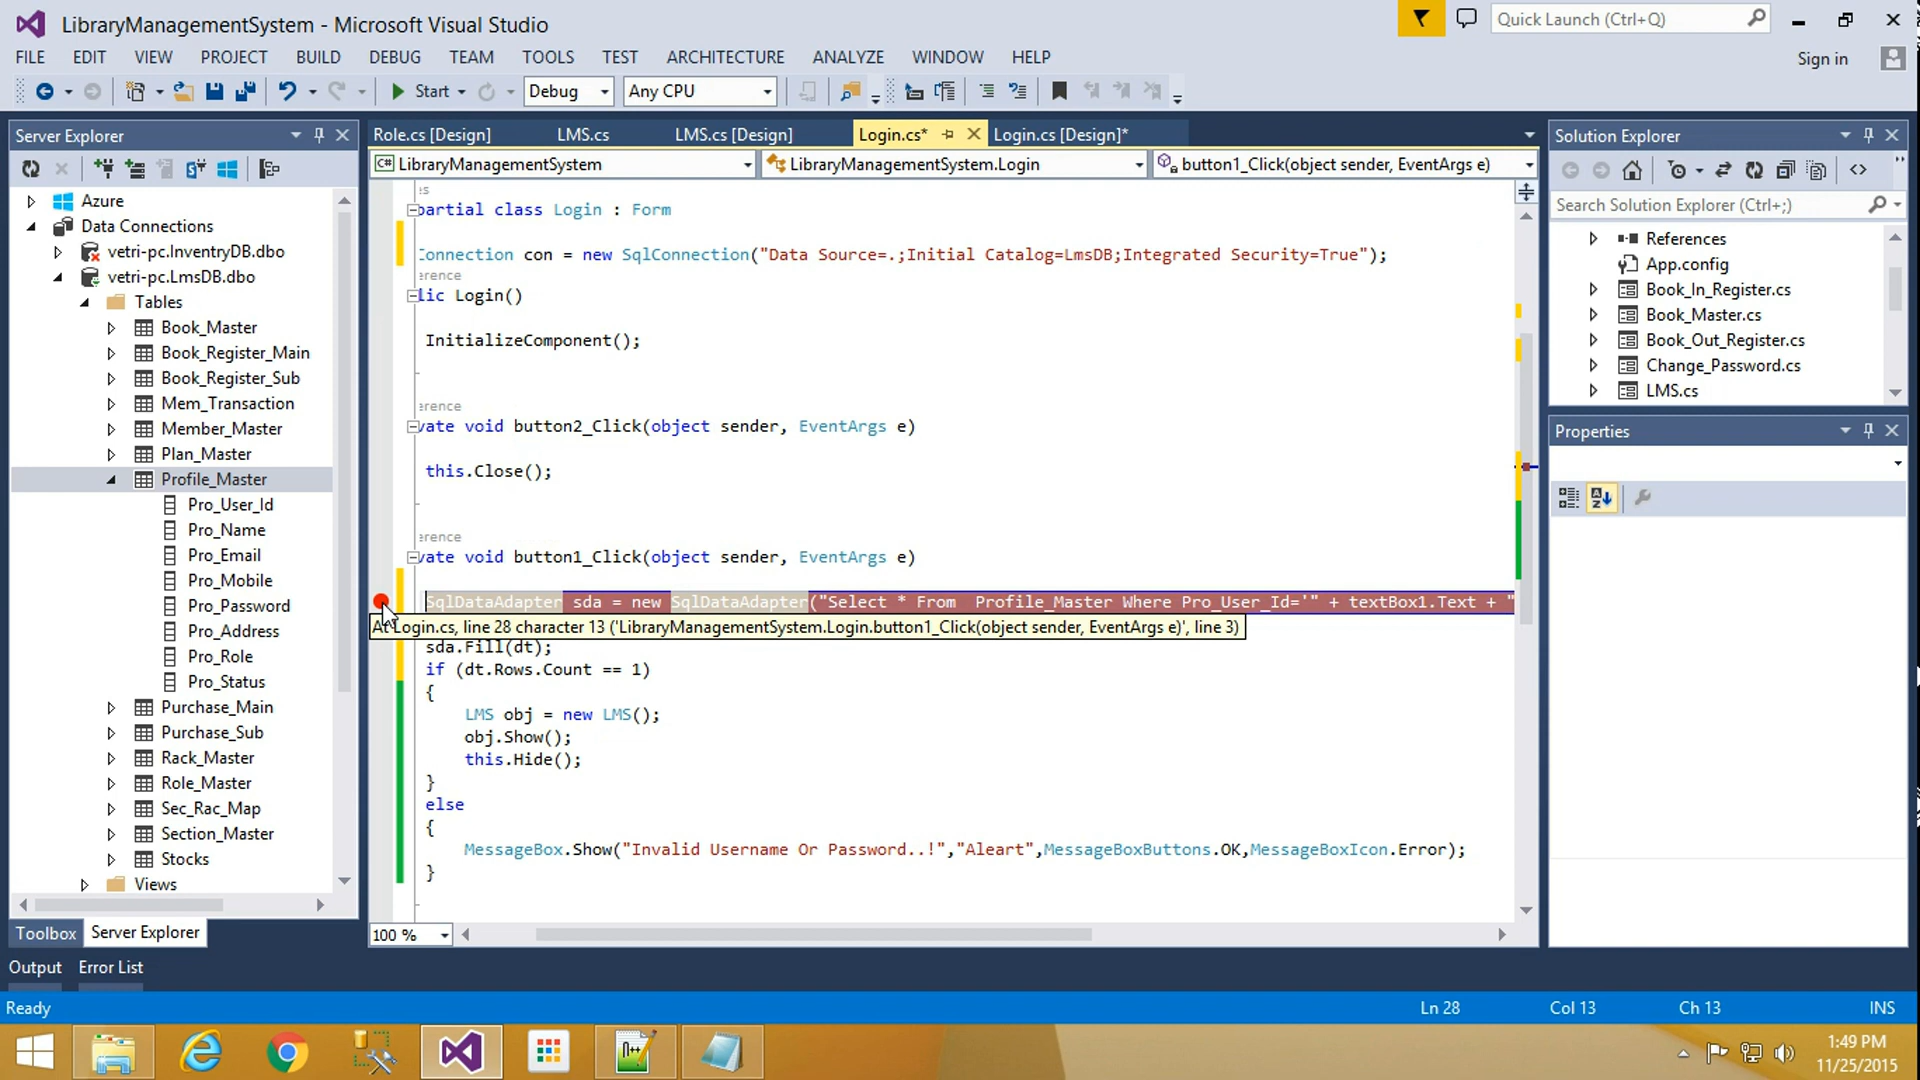 LibraryManagementSystem - Microsoft Visual Studio
Quick Launch (Ctrl+Q)
FILE EDIT VIEW PROJECT BUILD DEBUG TEAM TOOLS TEST ARCHITECTURE ANALYZE WINDOW HELP
Sign in
Start Debug Any CPU
Server Explorer
Azure
Data Connections
vetri-pc.InventryDB.dbo
vetri-pc.LmsDB.dbo
Tables
Book_Master
Book_Register_Main
Book_Register_Sub
Mem_Transaction
Member_Master
Plan_Master
Profile_Master
Pro_User_Id
Pro_Name
Pro_Email
Pro_Mobile
Pro_Password
Pro_Address
Pro_Role
Pro_Status
Purchase_Main
Purchase_Sub
Rack_Master
Role_Master
Sec_Rac_Map
Section_Master
Stocks
Views
Toolbox Server Explorer
Output Error List
Role.cs [Design] LMS.cs LMS.cs [Design] Login.cs* Login.cs [Design]*
C# LibraryManagementSystem LibraryManagementSystem.Login button1_Click(object sender, EventArgs e)
es
partial class Login : Form
Connection con = new SqlConnection("Data Source=.;Initial Catalog=LmsDB;Integrated Security=True");
erence
lic Login()
InitializeComponent();
erence
vate void button2_Click(object sender, EventArgs e)
this.Close();
erence
vate void button1_Click(object sender, EventArgs e)
SqlDataAdapter sda = new SqlDataAdapter("Select * From  Profile_Master Where Pro_User_Id='" + textBox1.Text + "
At Login.cs, line 28 character 13 ('LibraryManagementSystem.Login.button1_Click(object sender, EventArgs e)', line 3)
sda.Fill(dt);
if (dt.Rows.Count == 1)
{
LMS obj = new LMS();
obj.Show();
this.Hide();
}
else
{
MessageBox.Show("Invalid Username Or Password..!","Aleart",MessageBoxButtons.OK,MessageBoxIcon.Error);
}
100 %
Solution Explorer
Search Solution Explorer (Ctrl+;)
References
App.config
Book_In_Register.cs
Book_Master.cs
Book_Out_Register.cs
Change_Password.cs
LMS.cs
Properties
Ready Ln 28 Col 13 Ch 13 INS
N++
1:49 PM
11/25/2015